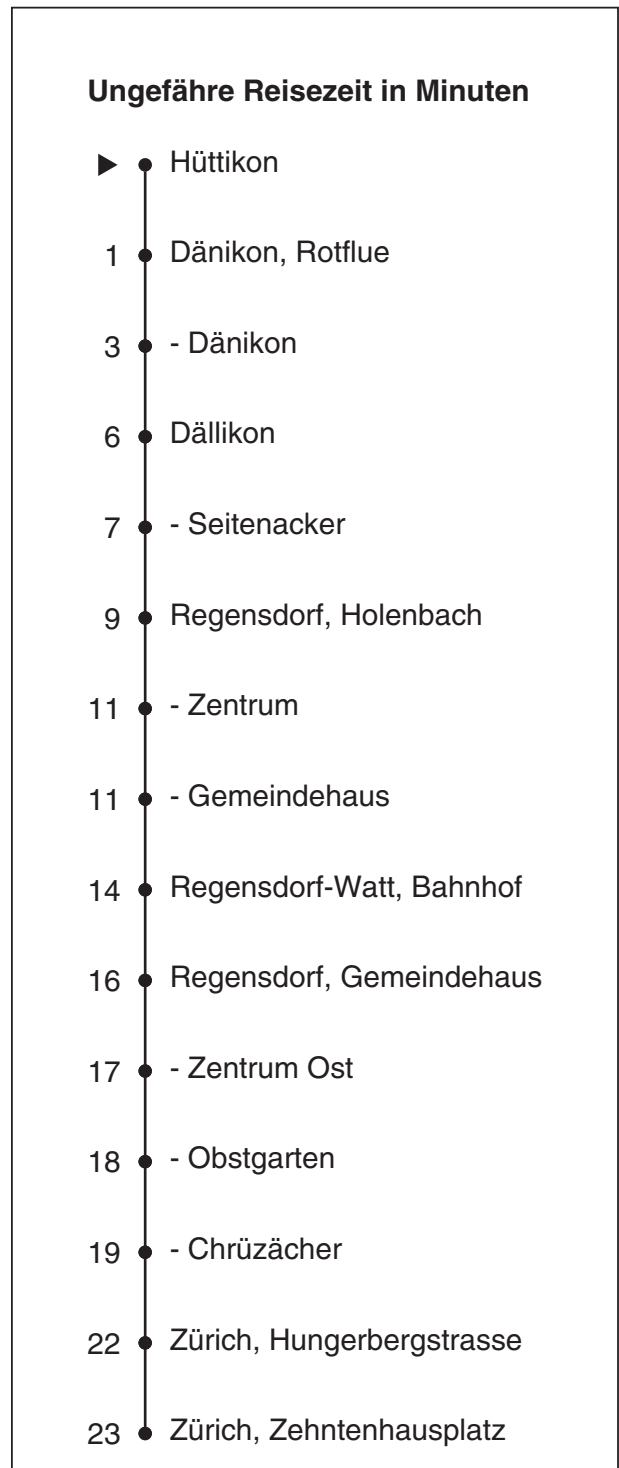 Ungefähre Reisezeit in Minuten
Hüttikon
1 Dänikon, Rotflue
3 - Dänikon
6 Dällikon
7 - Seitenacker
9 Regensdorf, Holenbach
11 - Zentrum
11 - Gemeindehaus
14 Regensdorf-Watt, Bahnhof
16 Regensdorf, Gemeindehaus
17 - Zentrum Ost
18 - Obstgarten
19 - Chrüzächer
22 Zürich, Hungerbergstrasse
23 Zürich, Zehntenhausplatz